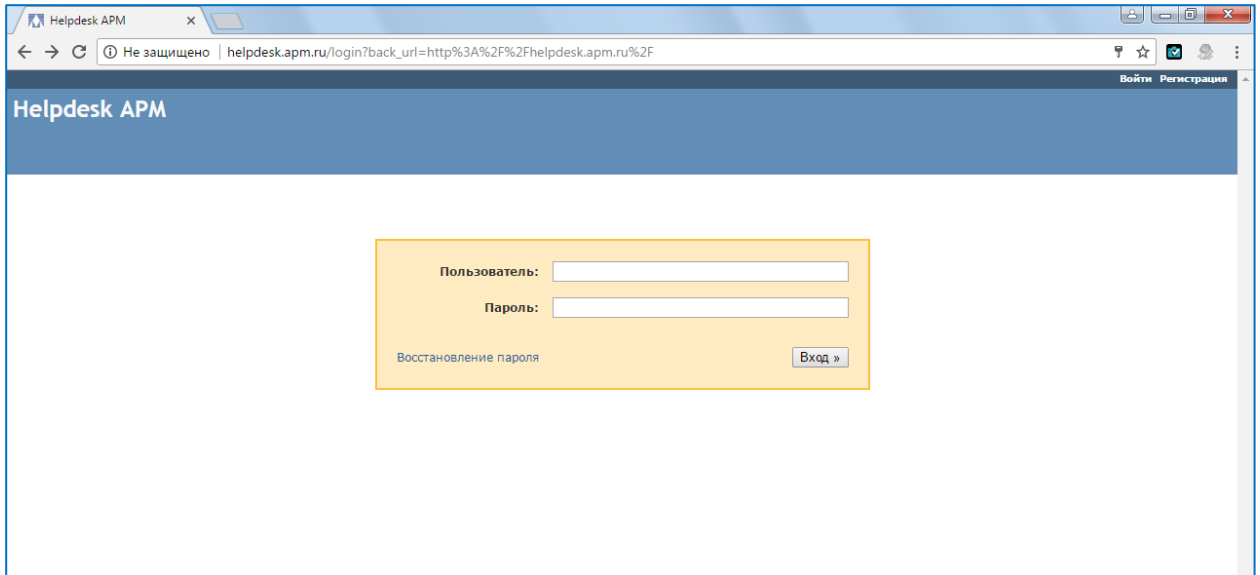 Helpdesk APM
Не защищено helpdesk.apm.ru/login?back_url=http%3A%2F%2Fhelpdesk.apm.ru%2F
Войти Регистрация
Helpdesk APM
Пользователь:
Пароль:
Восстановление пароля Вход »